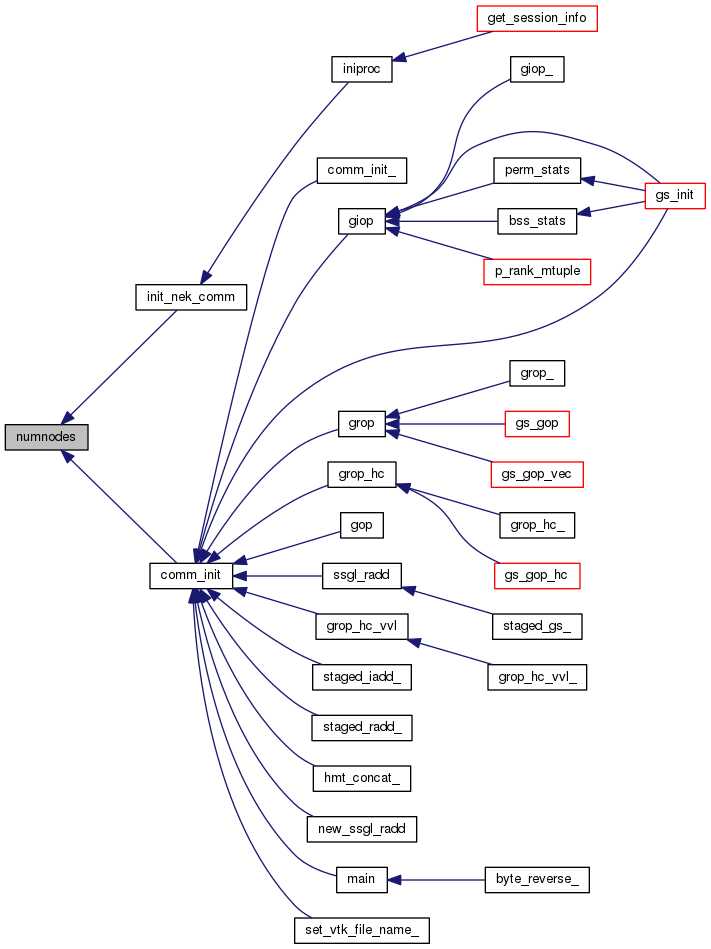 get_session_info
iniproc
giop_
comm_init_
perm_stats
gs_init
giop
bss_stats
p_rank_mtuple
init_nek_comm
grop_
numnodes
grop
gs_gop
grop_hc
gs_gop_vec
gop
grop_hc_
comm_init
ssgl_radd
gs_gop_hc
grop_hc_vvl
staged_gs_
staged_iadd_
grop_hc_vvl_
staged_radd_
hmt_concat_
new_ssgl_radd
main
byte_reverse_
set_vtk_file_name_